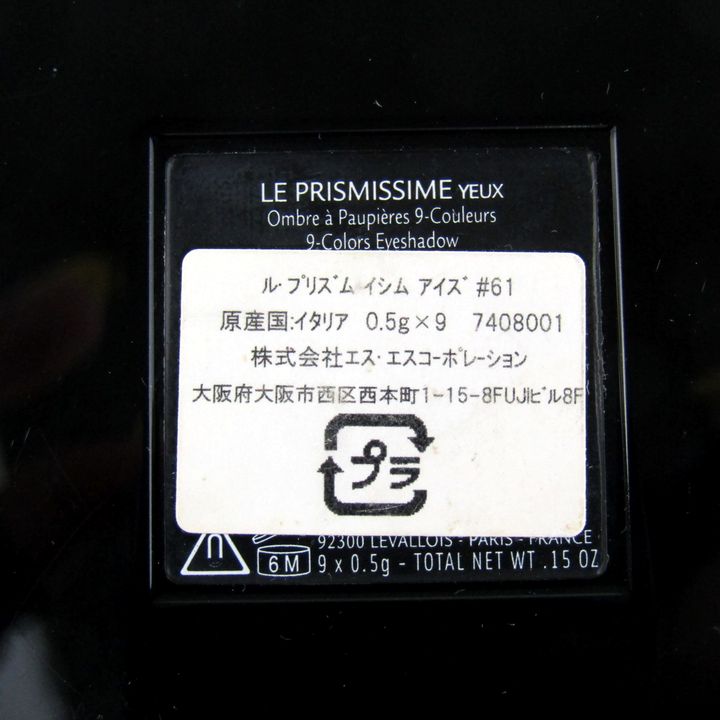 LE PRISMISSIME YEUX
Ombre à Paupières 9-Couleurs
9-Colors Eyeshadow
ル・プリズム イシム アイズ #61
原産国:イタリア 0.5g×9 7408001
株式会社エス・エスコーポレーション
大阪府大阪市西区西本町1-15-8FUJIビル8F
プラ
92300 LEVALLOIS - PARIS - FRANCE
6M
9 x 0.5g - TOTAL NET WT .15 OZ